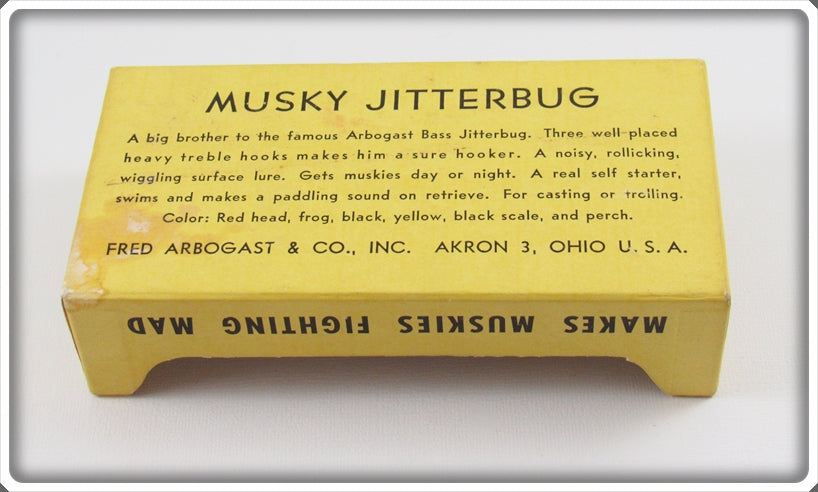 MUSKY JITTERBUG
A big brother to the famous Arbogast Bass Jitterbug. Three well placed
heavy treble hooks makes him a sure hooker. A noisy, rollicking,
wiggling surface lure. Gets muskies day or night. A real self starter,
swims and makes a paddling sound on retrieve. For casting or trolling.
Color: Red head, frog, black, yellow, black scale, and perch.
FRED ARBOGAST & CO., INC. AKRON 3, OHIO U.S.A.
MAKES MUSKIES FIGHTING MAD